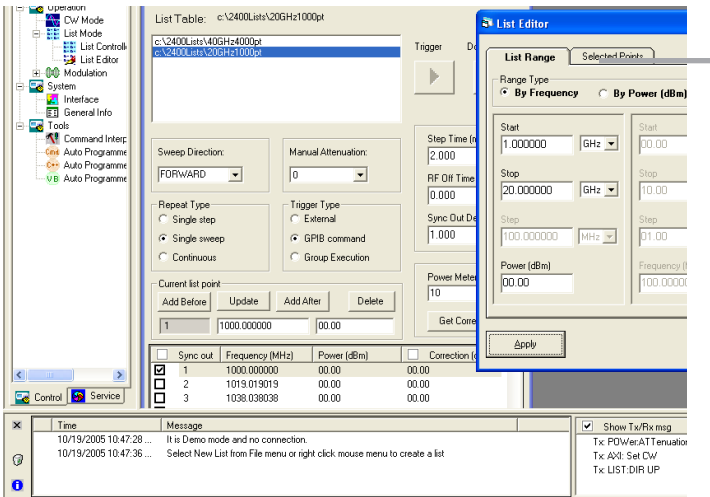 Operation
CW Mode
List Mode
List Controll
List Editor
Modulation
System
Interface
General Info
Tools
Command Interp
Auto Programme
Auto Programme
Auto Programme
Control
Service
List Table: c:\2400Lists\20GHz1000pt
c:\2400Lists\40GHz4000pt
c:\2400Lists\20GHz1000pt
Trigger
Sweep Direction:
FORWARD
Manual Attenuation:
0
Repeat Type
Single step
Single sweep
Continuous
Trigger Type
External
GPIB command
Group Execution
Step Time (m
2.000
RF Off Time
0.000
Sync Out De
1.000
Current list point
Add Before
Update
Add After
Delete
1
1000.000000
00.00
Power Meter
10
Get Corre
Sync out Frequency (MHz) Power (dBm) Correction (d
1 1000.000000 00.00 00.00
2 1019.019019 00.00 00.00
3 1038.038038 00.00 00.00
List Editor
List Range
Selected Points
Range Type
By Frequency
By Power (dBm)
Start
1.000000 GHz
Stop
20.000000 GHz
Step
100.000000 MHz
Power (dBm)
00.00
Start
00.00
Stop
10.00
Step
01.00
Frequency (M
100.00000
Apply
Time Message
10/19/2005 10:47:28 ... It is Demo mode and no connection.
10/19/2005 10:47:36 ... Select New List from File menu or right click mouse menu to create a list
Show Tx/Rx msg
Tx: POWer:ATTenuation
Tx: AXI: Set CW
Tx: LIST:DIR UP